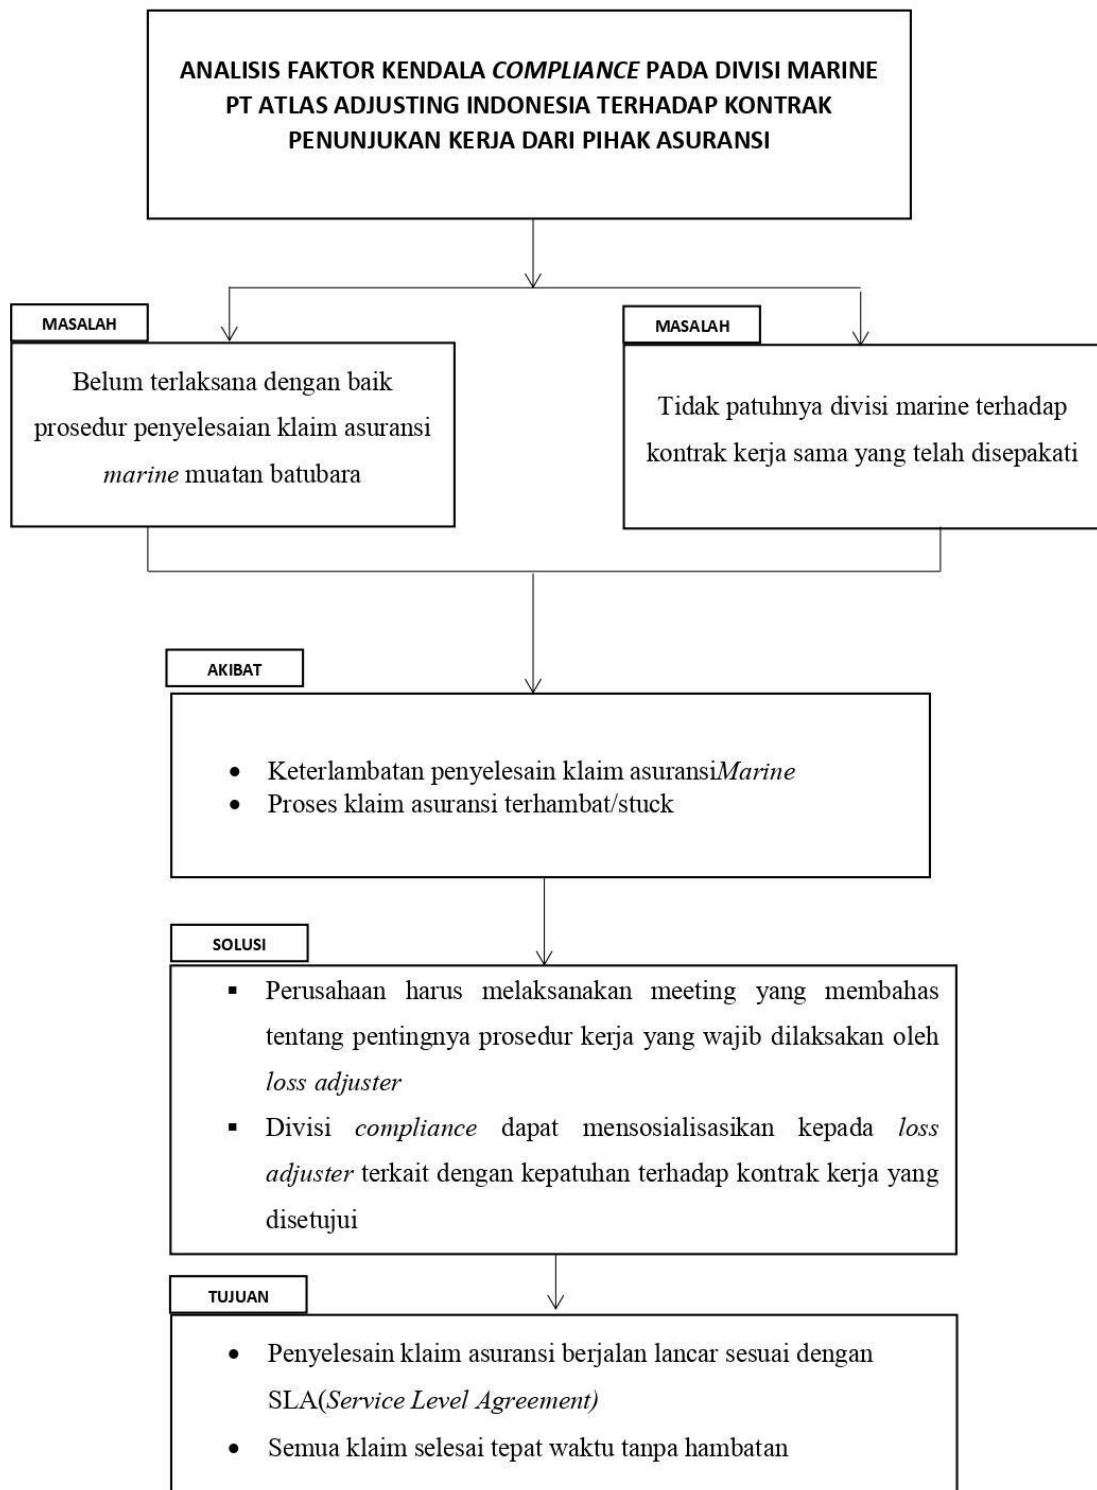 ANALISIS FAKTOR KENDALA COMPLIANCE PADA DIVISI MARINE
PT ATLAS ADJUSTING INDONESIA TERHADAP KONTRAK
PENUNJUKAN KERJA DARI PIHAK ASURANSI
MASALAH
Belum terlaksana dengan baik
prosedur penyelesaian klaim asuransi
marine muatan batubara
MASALAH
Tidak patuhnya divisi marine terhadap
kontrak kerja sama yang telah disepakati
AKIBAT
• Keterlambatan penyelesain klaim asuransiMarine
• Proses klaim asuransi terhambat/stuck
SOLUSI
▪ Perusahaan harus melaksanakan meeting yang membahas
tentang pentingnya prosedur kerja yang wajib dilaksakan oleh
loss adjuster
▪ Divisi compliance dapat mensosialisasikan kepada loss
adjuster terkait dengan kepatuhan terhadap kontrak kerja yang
disetujui
TUJUAN
• Penyelesain klaim asuransi berjalan lancar sesuai dengan
SLA(Service Level Agreement)
• Semua klaim selesai tepat waktu tanpa hambatan